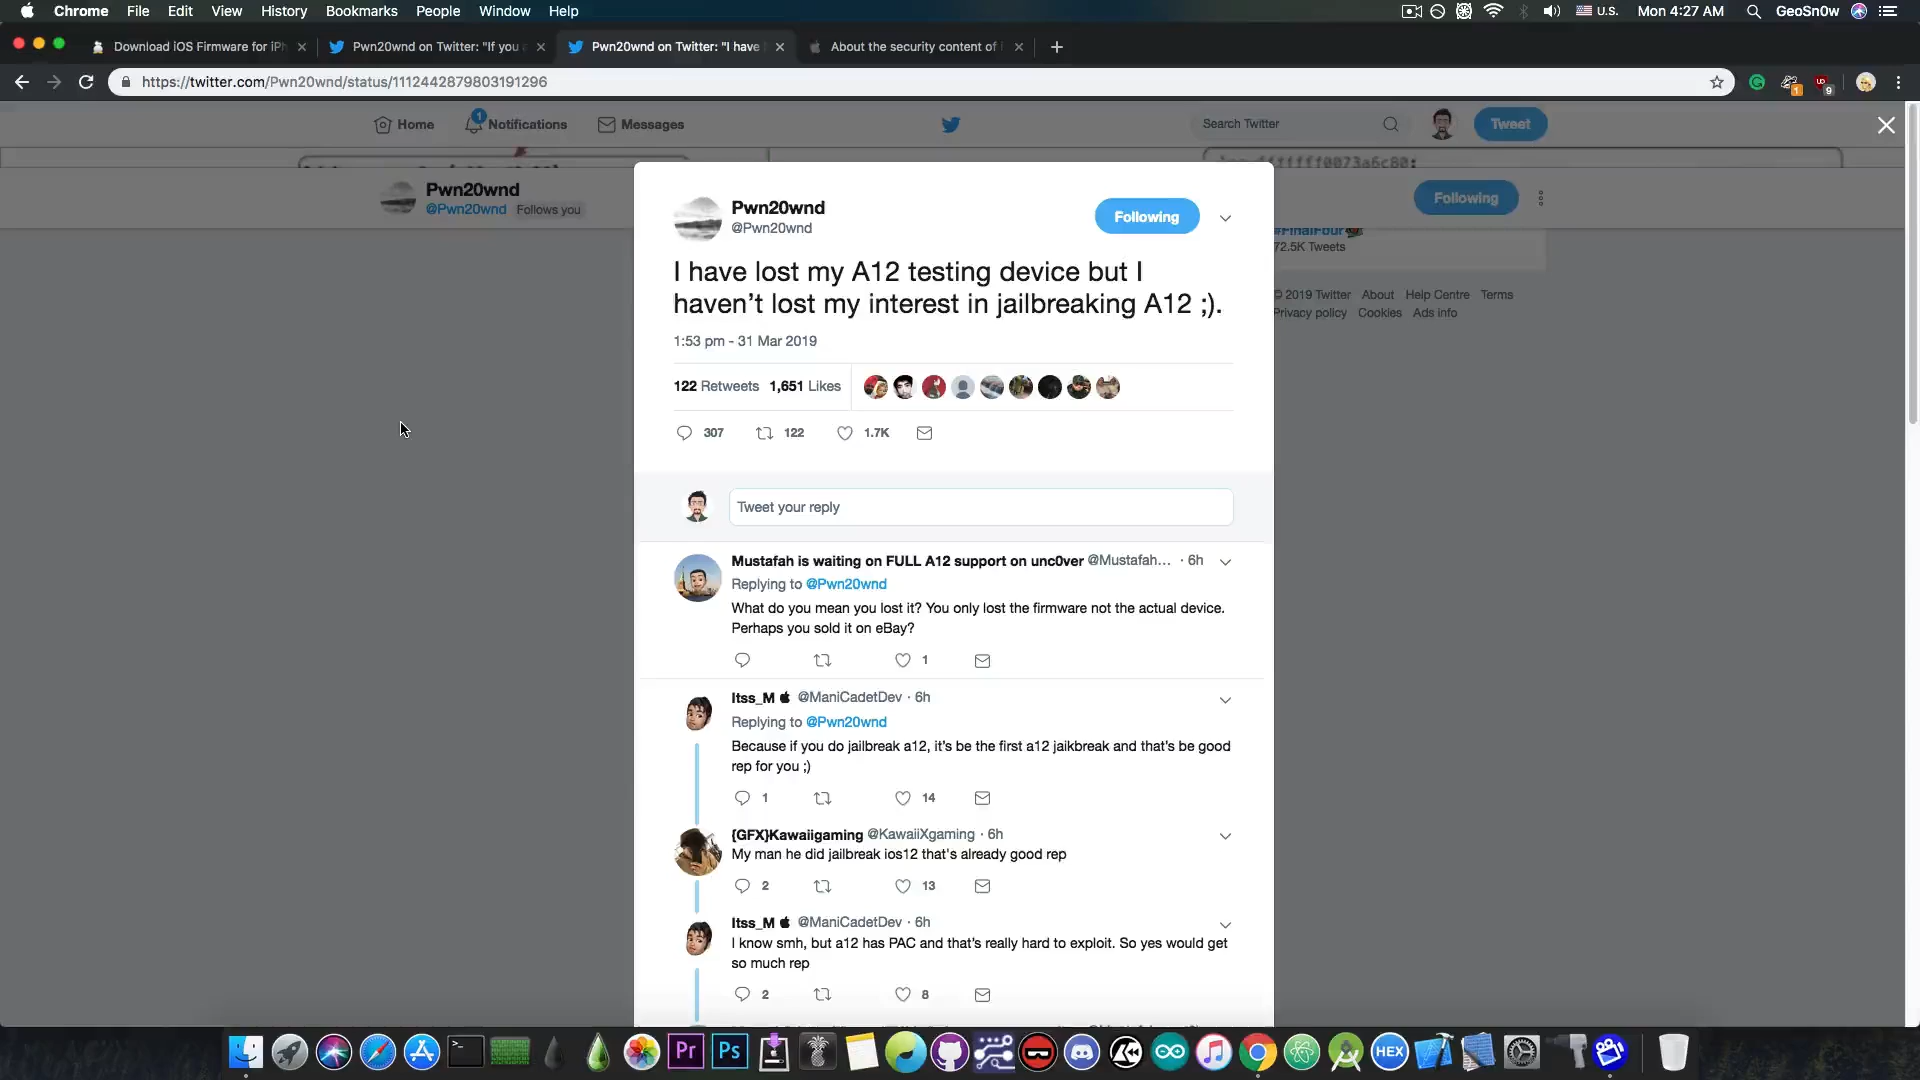 Chrome File Edit View History Bookmarks People Window Help
U.S. Mon 4:27 AM GeoSn0w
Download iOS Firmware for iPh
Pwn20wnd on Twitter: "If you a
Pwn20wnd on Twitter: "I have
About the security content of
https://twitter.com/Pwn20wnd/status/1112442879803191296
1
9
Home
1
Notifications
Messages
Search Twitter
Tweet
Pwn20wnd
@Pwn20wnd Follows you
Following
#FinalFour
72.5K Tweets
© 2019 Twitter About Help Centre Terms
Privacy policy Cookies Ads info
Pwn20wnd
@Pwn20wnd
Following
I have lost my A12 testing device but I
haven’t lost my interest in jailbreaking A12 ;).
1:53 pm - 31 Mar 2019
122 Retweets 1,651 Likes
307 122 1.7K
Tweet your reply
Mustafah is waiting on FULL A12 support on unc0ver @Mustafah... · 6h
Replying to @Pwn20wnd
What do you mean you lost it? You only lost the firmware not the actual device.
Perhaps you sold it on eBay?
1
Itss_M @ManiCadetDev · 6h
Replying to @Pwn20wnd
Because if you do jailbreak a12, it’s be the first a12 jaikbreak and that’s be good
rep for you ;)
1 14
{GFX}Kawaiigaming @KawaiiXgaming · 6h
My man he did jailbreak ios12 that's already good rep
2 13
Itss_M @ManiCadetDev · 6h
I know smh, but a12 has PAC and that’s really hard to exploit. So yes would get
so much rep
2 8
Pr
Ps
HEX